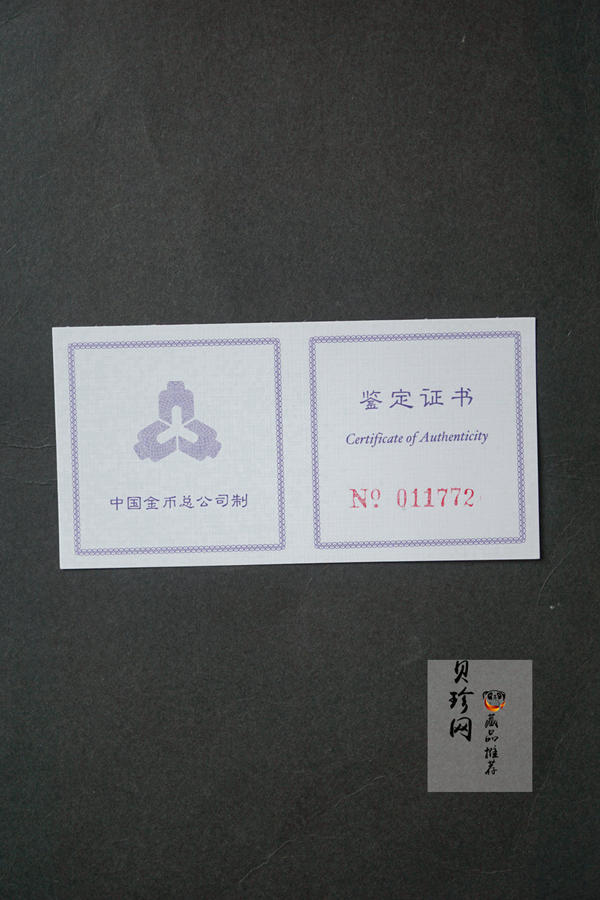 中国金币总公司制
鉴定证书
Certificate of Authenticity
Nº 011772
贝珍网
藏品推荐